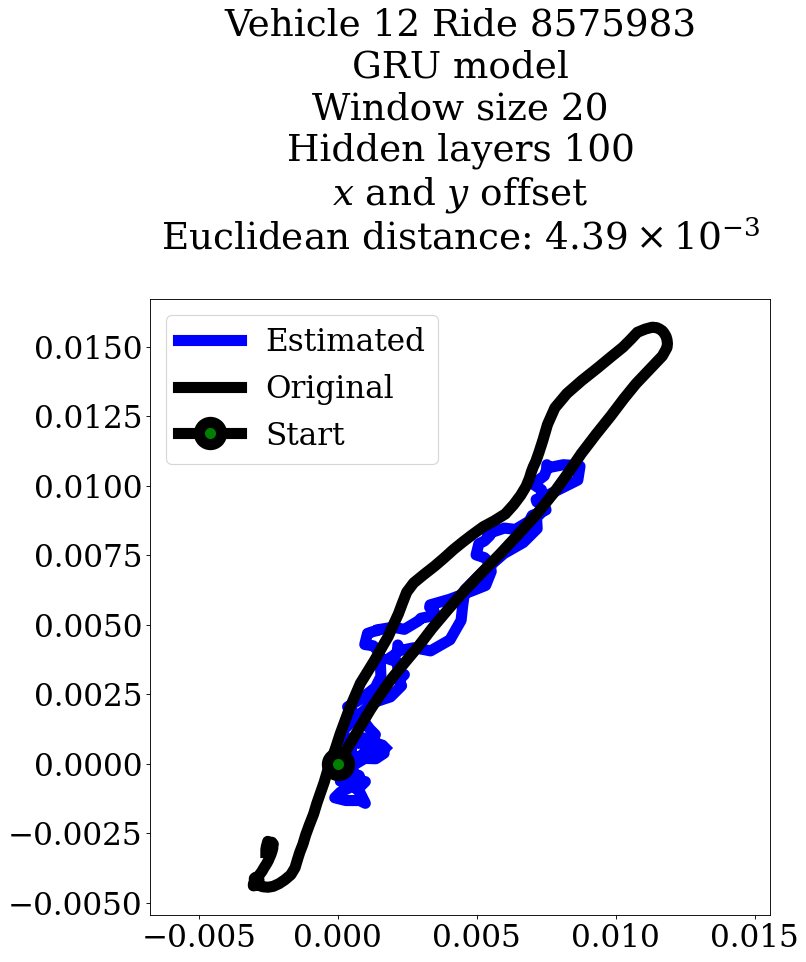 Vehicle 12 Ride 8575983
GRU model
Window size 20
Hidden layers 100
x and y offset
Euclidean distance: 4.39 × 10⁻³
Estimated
Original
Start
0.0150
0.0125
0.0100
0.0075
0.0050
0.0025
0.0000
−0.0025
−0.0050
−0.005 0.000 0.005 0.010 0.015